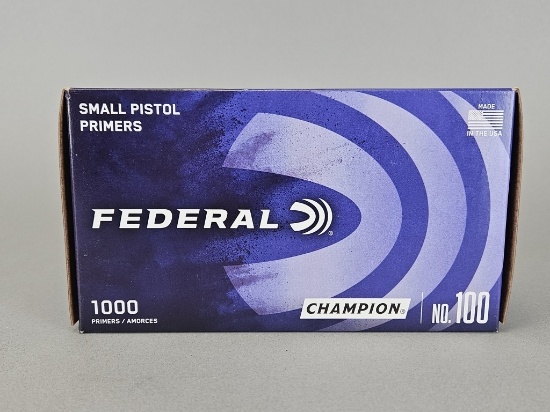 SMALL PISTOL
PRIMERS
MADE
IN THE USA
FEDERAL®
1000
PRIMERS / AMORCES
CHAMPION®
NO. 100